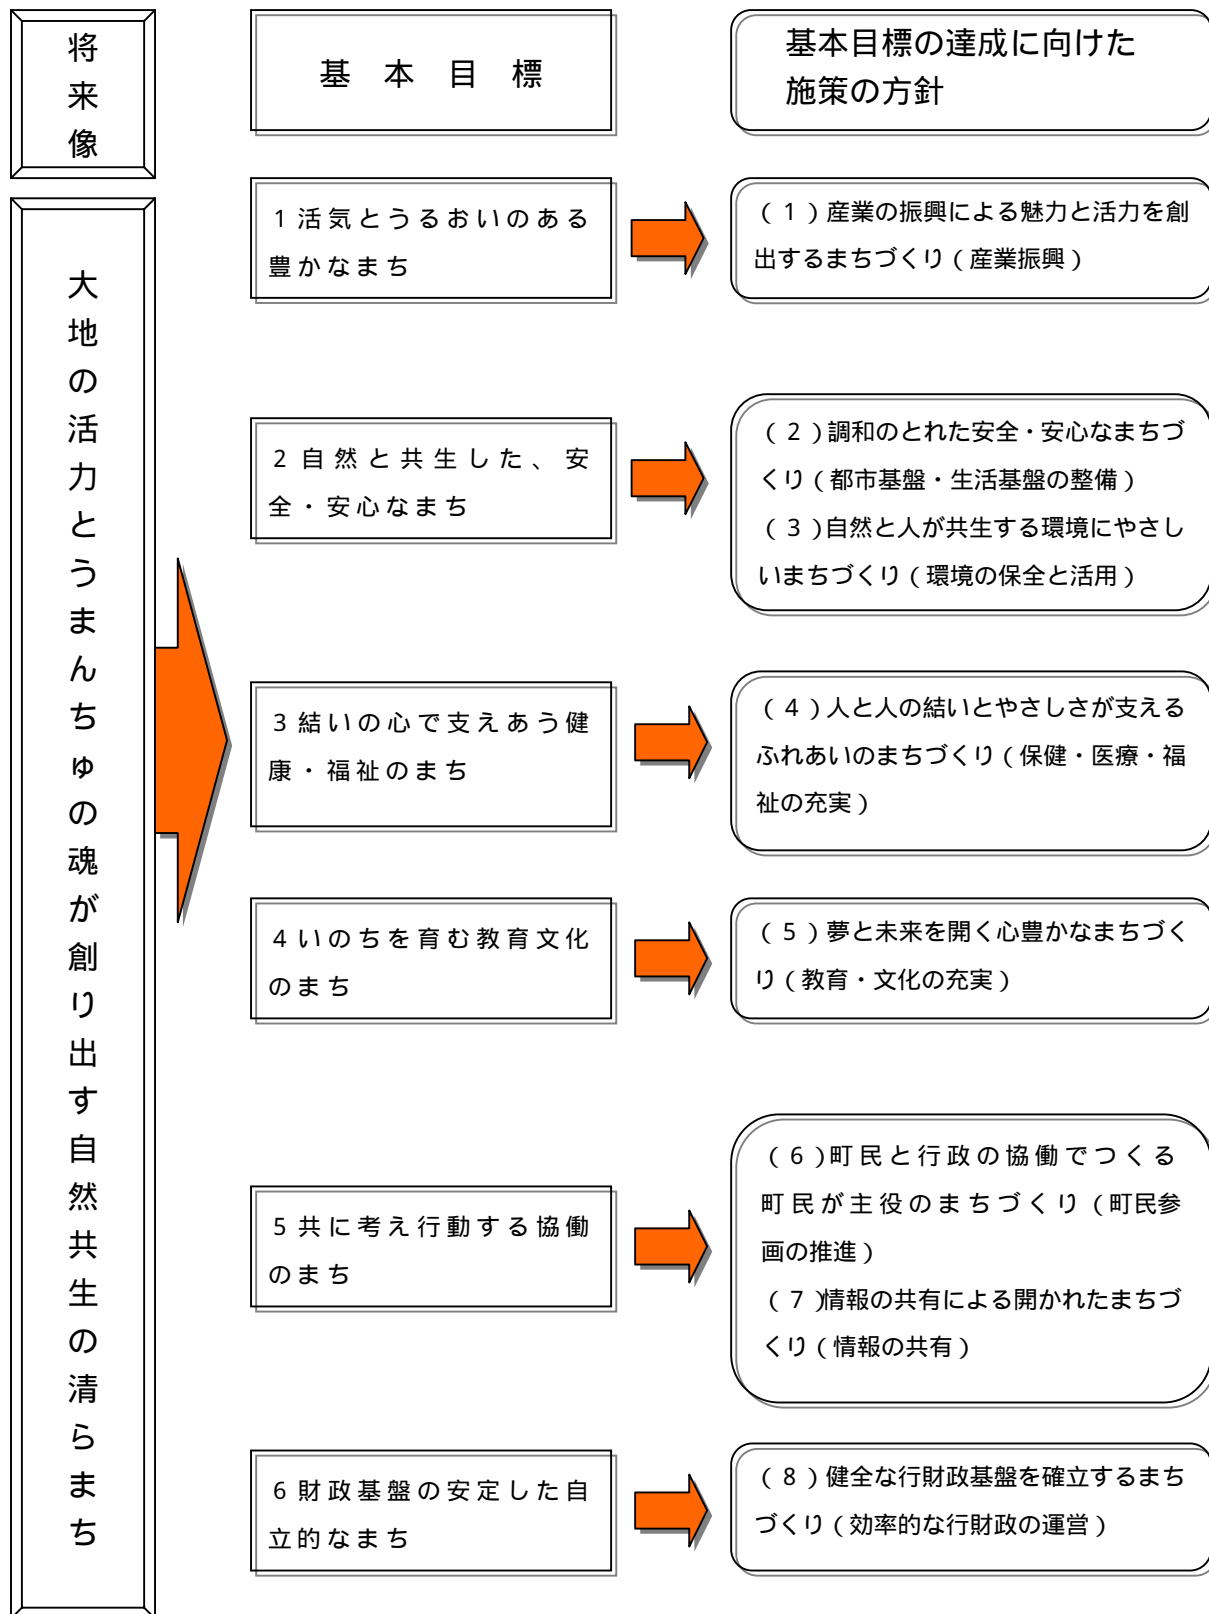 将来像
基本目標
基本目標の達成に向けた
施策の方針
大地の活力とうまんちゅの魂が創り出す自然共生の清らまち
1活気とうるおいのある
豊かなまち
(1)産業の振興による魅力と活力を創
出するまちづくり(産業振興)
2自然と共生した、安
全・安心なまち
(2)調和のとれた安全・安心なまちづ
くり(都市基盤・生活基盤の整備)
(3)自然と人が共生する環境にやさし
いまちづくり(環境の保全と活用)
3結いの心で支えあう健
康・福祉のまち
(4)人と人の結いとやさしさが支える
ふれあいのまちづくり(保健・医療・福
祉の充実)
4いのちを育む教育文化
のまち
(5)夢と未来を開く心豊かなまちづく
り(教育・文化の充実)
5共に考え行動する協働
のまち
(6)町民と行政の協働でつくる
町民が主役のまちづくり(町民参
画の推進)
(7)情報の共有による開かれたまちづ
くり(情報の共有)
6財政基盤の安定した自
立的なまち
(8)健全な行財政基盤を確立するまち
づくり(効率的な行財政の運営)